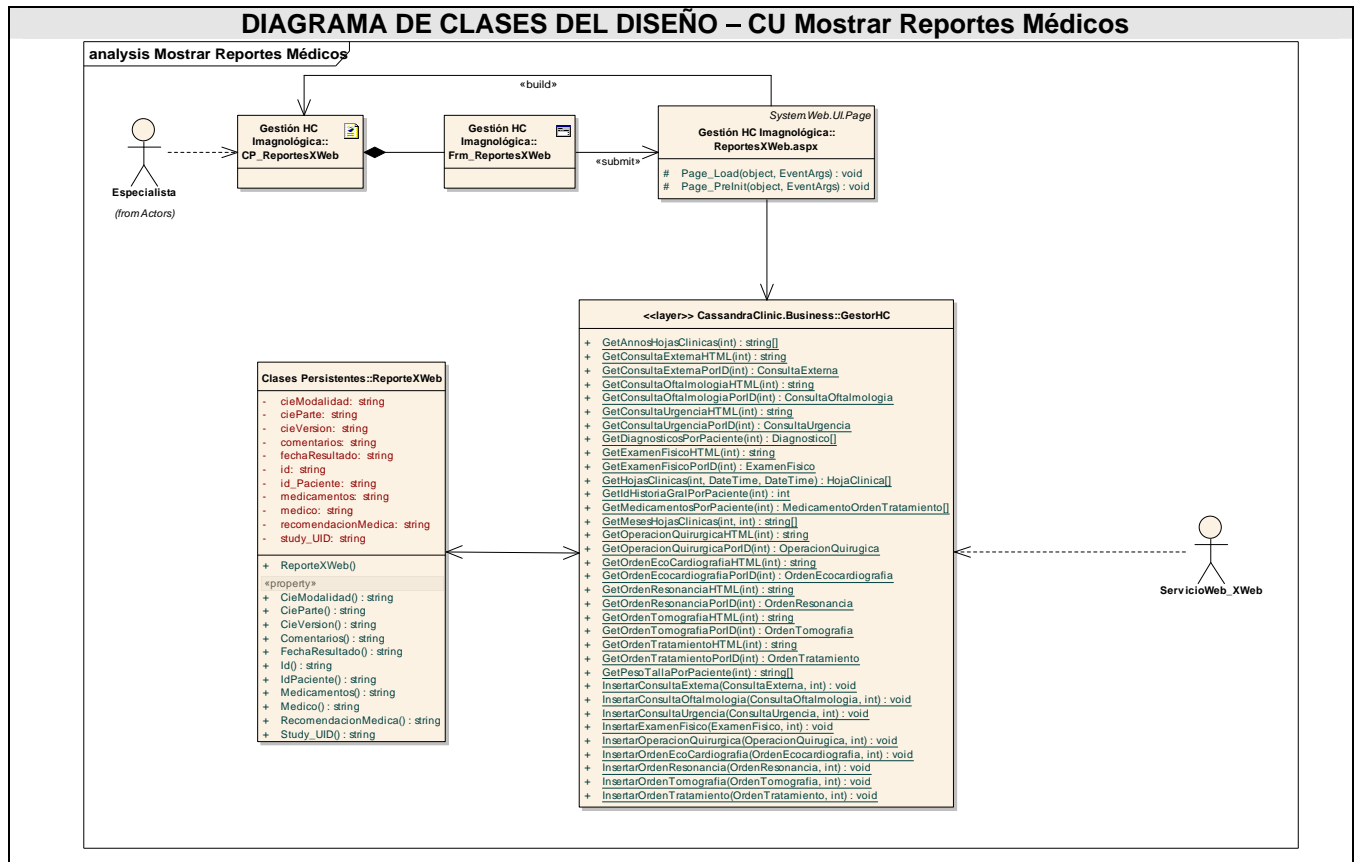 DIAGRAMA DE CLASES DEL DISEÑO – CU Mostrar Reportes Médicos
analysis Mostrar Reportes Médicos
«build»
Especialista
(from Actors)
Gestión HC
Imagnológica::
CP_ReportesXWeb
Gestión HC
Imagnológica::
Frm_ReportesXWeb
«submit»
System.Web.UI.Page
Gestión HC Imagnológica::
ReportesXWeb.aspx
# Page_Load(object, EventArgs) : void
# Page_PreInit(object, EventArgs) : void
Clases Persistentes::ReporteXWeb
- cieModalidad: string
- cieParte: string
- cieVersion: string
- comentarios: string
- fechaResultado: string
- id: string
- id_Paciente: string
- medicamentos: string
- medico: string
- recomendacionMedica: string
- study_UID: string
+ ReporteXWeb()
«property»
+ CieModalidad() : string
+ CieParte() : string
+ CieVersion() : string
+ Comentarios() : string
+ FechaResultado() : string
+ Id() : string
+ IdPaciente() : string
+ Medicamentos() : string
+ Medico() : string
+ RecomendacionMedica() : string
+ Study_UID() : string
<<layer>> CassandraClinic.Business::GestorHC
+ GetAnnosHojasClinicas(int) : string[]
+ GetConsultaExternaHTML(int) : string
+ GetConsultaExternaPorID(int) : ConsultaExterna
+ GetConsultaOftalmologiaHTML(int) : string
+ GetConsultaOftalmologiaPorID(int) : ConsultaOftalmologia
+ GetConsultaUrgenciaHTML(int) : string
+ GetConsultaUrgenciaPorID(int) : ConsultaUrgencia
+ GetDiagnosticosPorPaciente(int) : Diagnostico[]
+ GetExamenFisicoHTML(int) : string
+ GetExamenFisicoPorID(int) : ExamenFisico
+ GetHojasClinicas(int, DateTime, DateTime) : HojaClinica[]
+ GetIdHistoriaGralPorPaciente(int) : int
+ GetMedicamentosPorPaciente(int) : MedicamentoOrdenTratamiento[]
+ GetMesesHojasClinicas(int, int) : string[]
+ GetOperacionQuirurgicaHTML(int) : string
+ GetOperacionQuirurgicaPorID(int) : OperacionQuirugica
+ GetOrdenEcoCardiografiaHTML(int) : string
+ GetOrdenEcocardiografiaPorID(int) : OrdenEcocardiografia
+ GetOrdenResonanciaHTML(int) : string
+ GetOrdenResonanciaPorID(int) : OrdenResonancia
+ GetOrdenTomografiaHTML(int) : string
+ GetOrdenTomografiaPorID(int) : OrdenTomografia
+ GetOrdenTratamientoHTML(int) : string
+ GetOrdenTratamientoPorID(int) : OrdenTratamiento
+ GetPesoTallaPorPaciente(int) : string[]
+ InsertarConsultaExterna(ConsultaExterna, int) : void
+ InsertarConsultaOftalmologia(ConsultaOftalmologia, int) : void
+ InsertarConsultaUrgencia(ConsultaUrgencia, int) : void
+ InsertarExamenFisico(ExamenFisico, int) : void
+ InsertarOperacionQuirurgica(OperacionQuirugica, int) : void
+ InsertarOrdenEcoCardiografia(OrdenEcocardiografia, int) : void
+ InsertarOrdenResonancia(OrdenResonancia, int) : void
+ InsertarOrdenTomografia(OrdenTomografia, int) : void
+ InsertarOrdenTratamiento(OrdenTratamiento, int) : void
ServicioWeb_XWeb